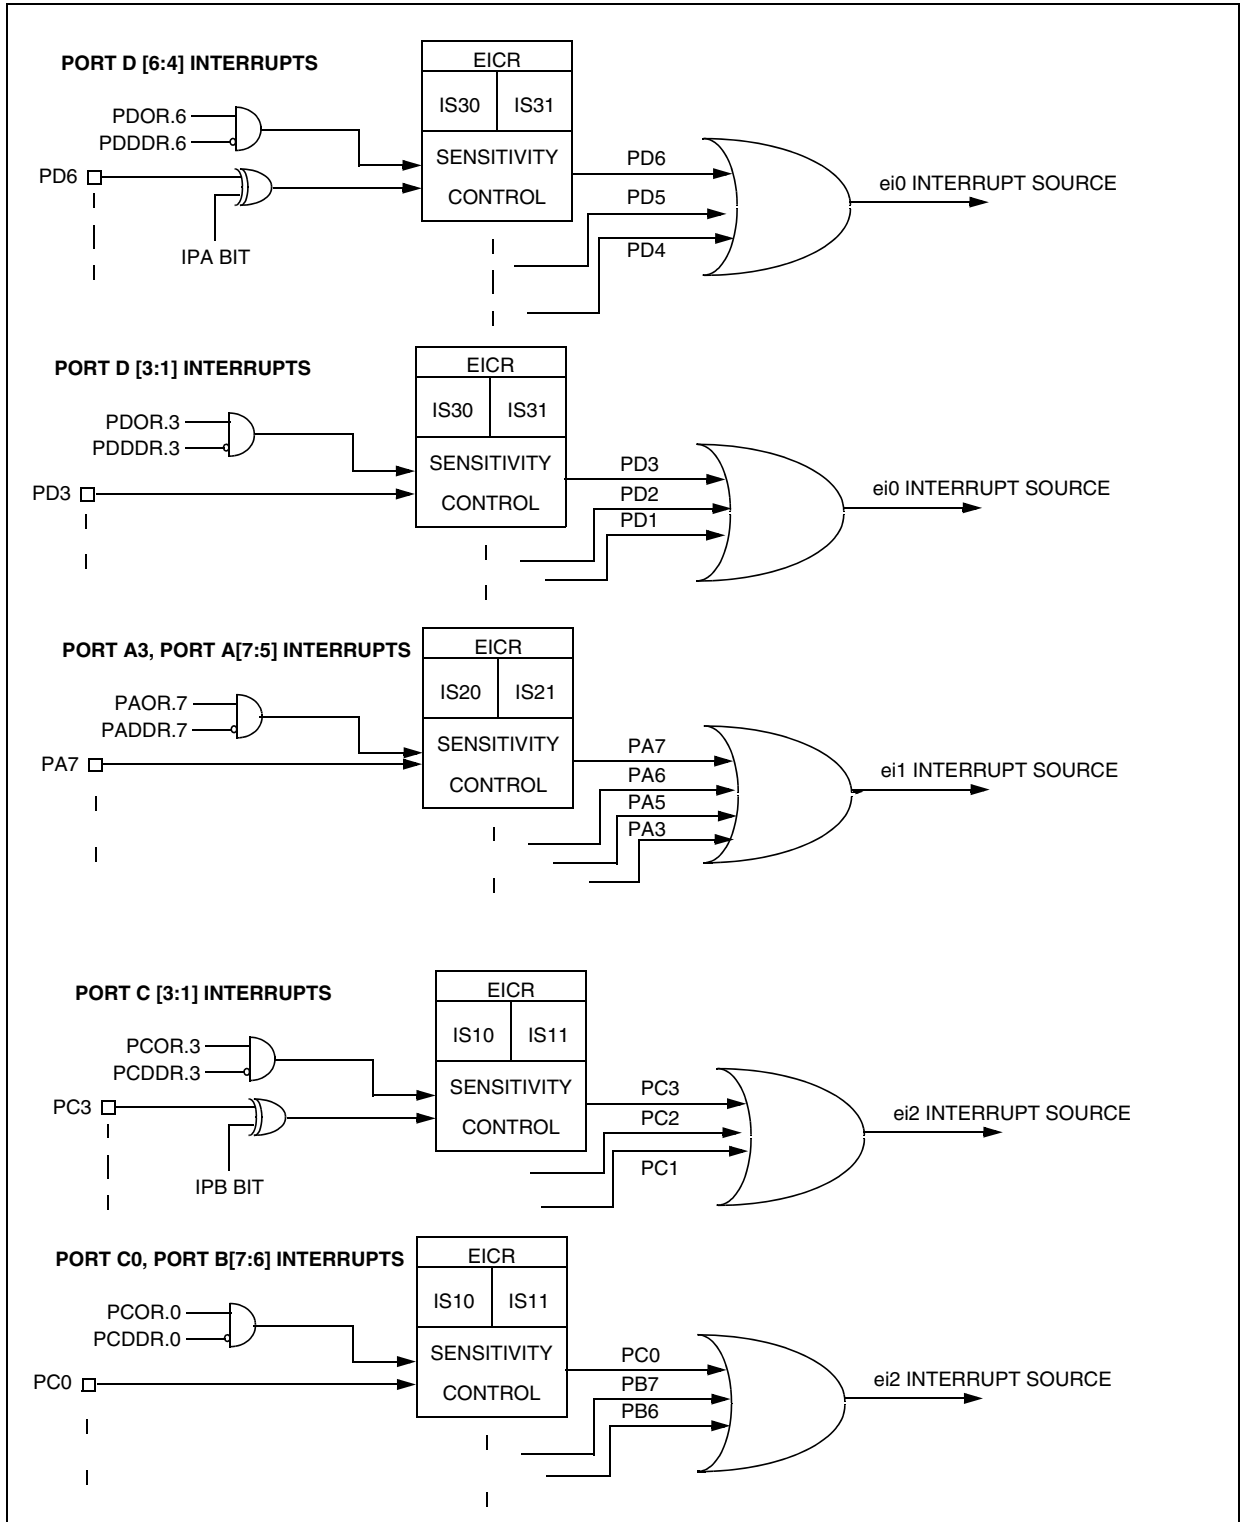 PORT D [6:4] INTERRUPTS
EICR
IS30 IS31
PDOR.6
PDDDR.6
SENSITIVITY
CONTROL
PD6
IPA BIT
PD6
PD5
PD4
ei0 INTERRUPT SOURCE
PORT D [3:1] INTERRUPTS
EICR
IS30 IS31
PDOR.3
PDDDR.3
SENSITIVITY
CONTROL
PD3
PD3
PD2
PD1
ei0 INTERRUPT SOURCE
PORT A3, PORT A[7:5] INTERRUPTS
EICR
IS20 IS21
PAOR.7
PADDR.7
SENSITIVITY
CONTROL
PA7
PA7
PA6
PA5
PA3
ei1 INTERRUPT SOURCE
PORT C [3:1] INTERRUPTS
EICR
IS10 IS11
PCOR.3
PCDDR.3
SENSITIVITY
CONTROL
PC3
IPB BIT
PC3
PC2
PC1
ei2 INTERRUPT SOURCE
PORT C0, PORT B[7:6] INTERRUPTS
EICR
IS10 IS11
PCOR.0
PCDDR.0
SENSITIVITY
CONTROL
PC0
PC0
PB7
PB6
ei2 INTERRUPT SOURCE